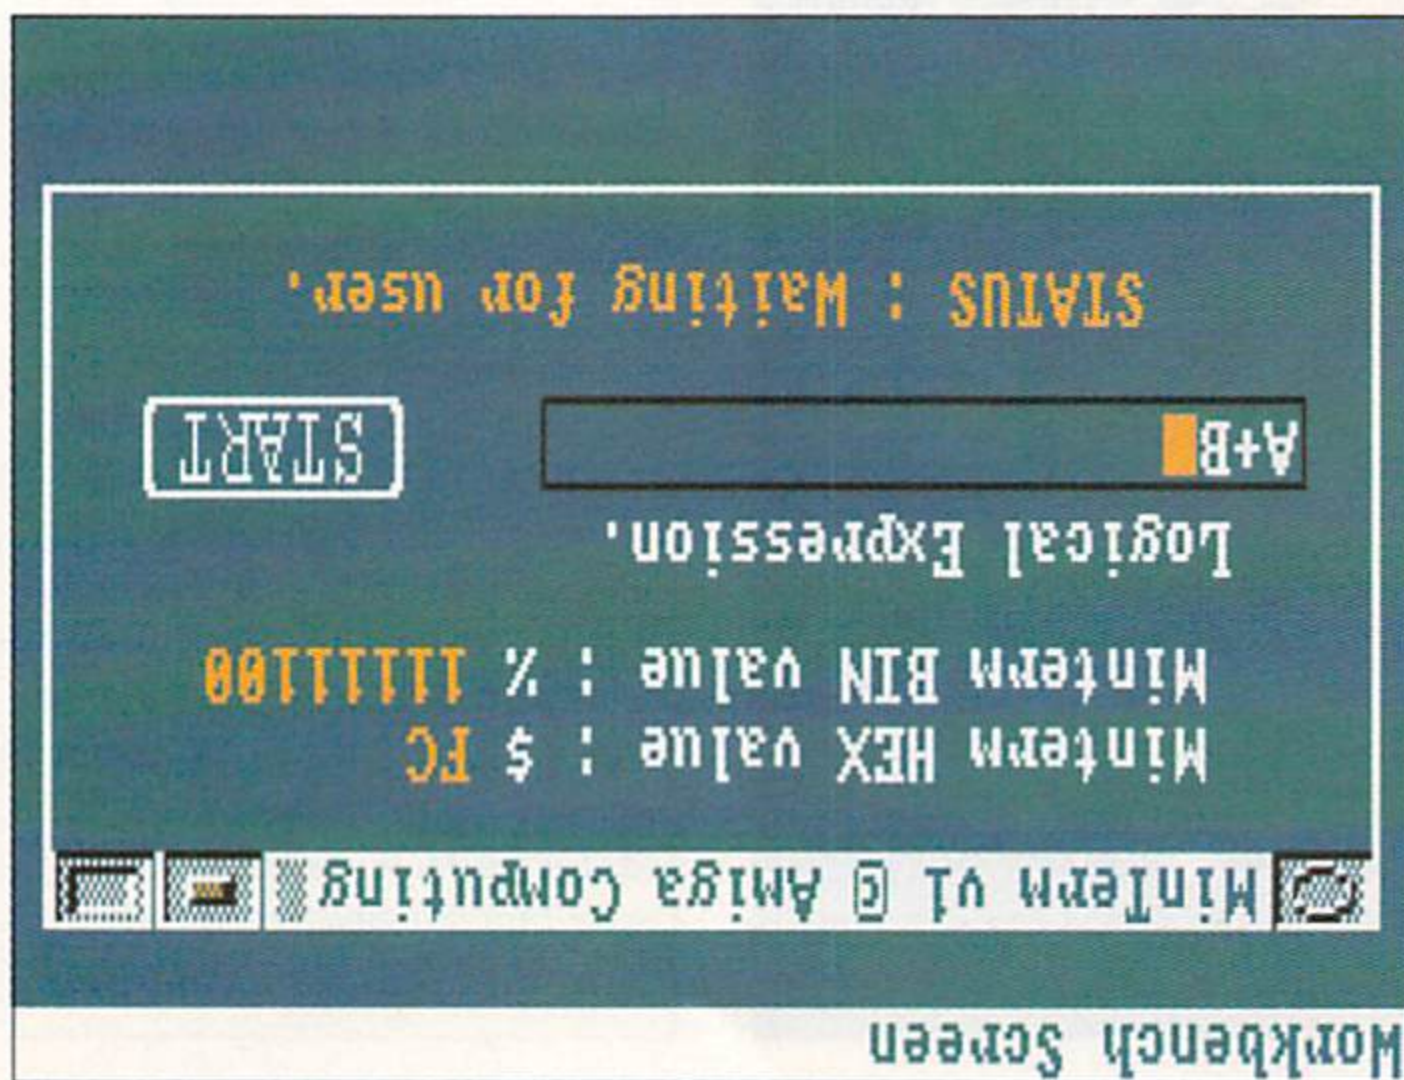 Workbench Screen
MinTerm v1 © Amiga Computing
Minterm HEX value : $ FC
Minterm BIN value : % 11111100
Logical Expression.
A+B
START
STATUS : Waiting for user.